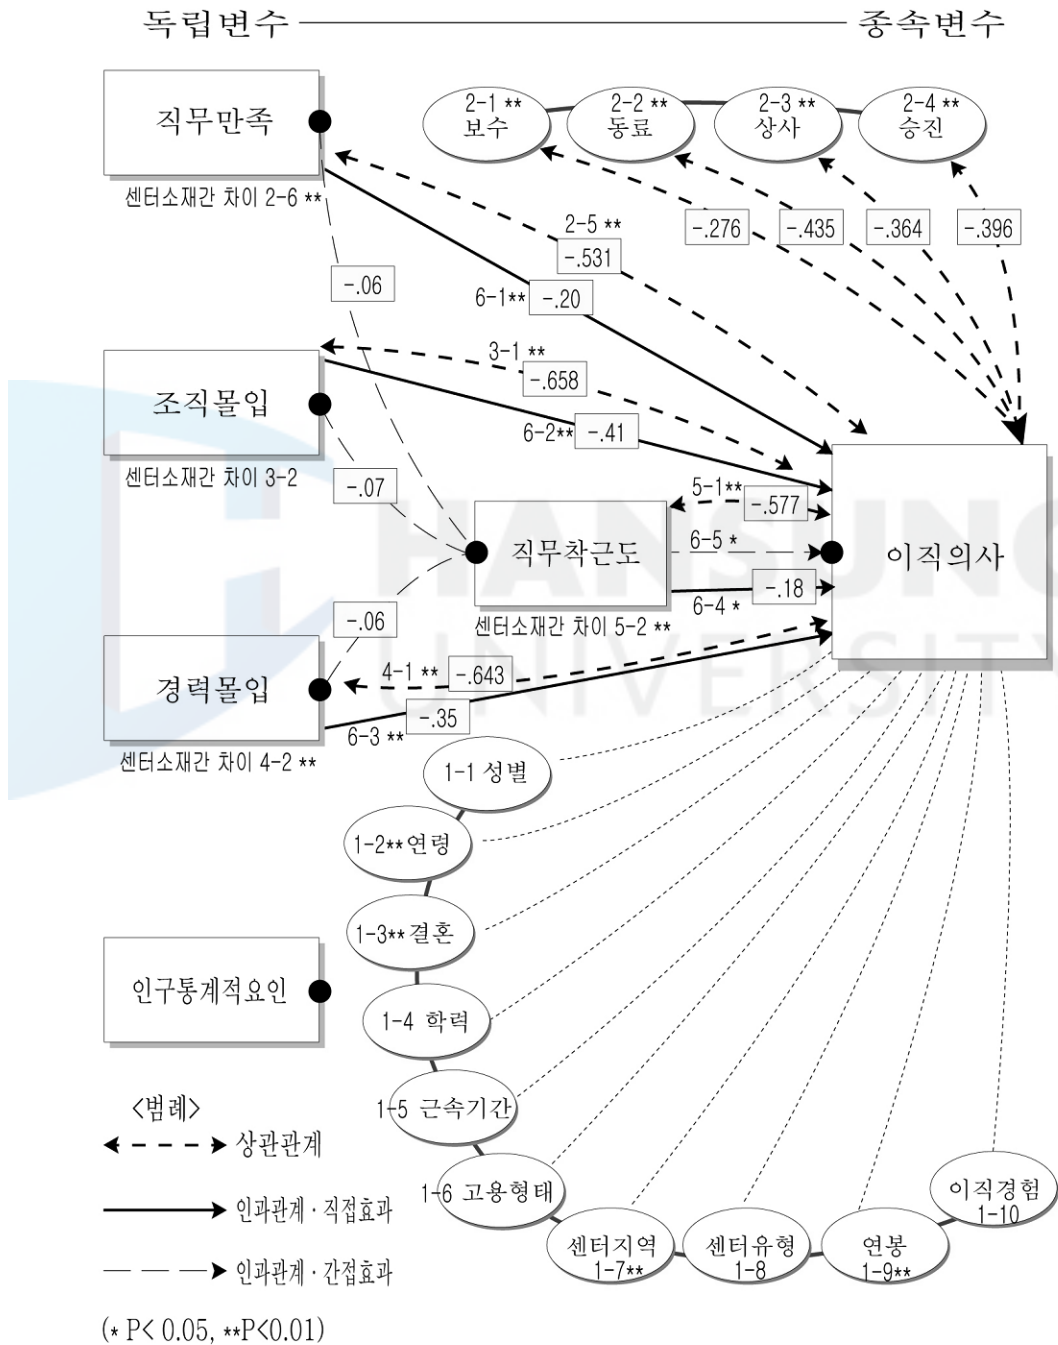 독립변수 종속변수
직무만족
센터소재간 차이 2-6 **
2-1 **
보수
2-2 **
동료
2-3 **
상사
2-4 **
승진
-.276
-.435
-.364
-.396
2-5 **
-.531
6-1** -.20
-.06
3-1 **
-.658
조직몰입
6-2** -.41
센터소재간 차이 3-2
-.07
5-1**
-.577
직무착근도
6-5 *
이직의사
-.18
6-4 *
센터소재간 차이 5-2 **
-.06
경력몰입
4-1 ** -.643
-.35
6-3 **
센터소재간 차이 4-2 **
1-1 성별
1-2**연령
1-3**결혼
인구통계적요인
1-4 학력
1-5 근속기간
1-6 고용형태
센터지역
1-7**
센터유형
1-8
연봉
1-9**
이직경험
1-10
<범례>
상관관계
인과관계 · 직접효과
인과관계 · 간접효과
(* P< 0.05, **P<0.01)
HANSUNG
UNIVERSITY